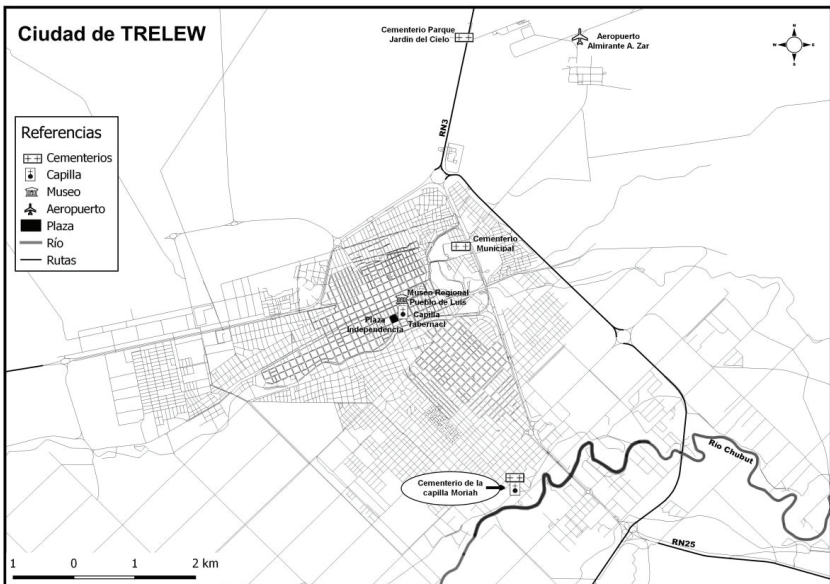 Ciudad de TRELEW
Cementerio Parque
Jardin del Cielo
Aeropuerto
Almirante A. Zar
N
W
E
S
RN3
Referencias
Cementerios
Capilla
Museo
Aeropuerto
Plaza
Río
Rutas
Cementerio
Municipal
Museo Regional
Pueblo de Luis
Plaza
Independencia
Capilla
Tabernacl
Río Chubut
Cementerio de la
capilla Moriah
RN25
1 0 1 2 km